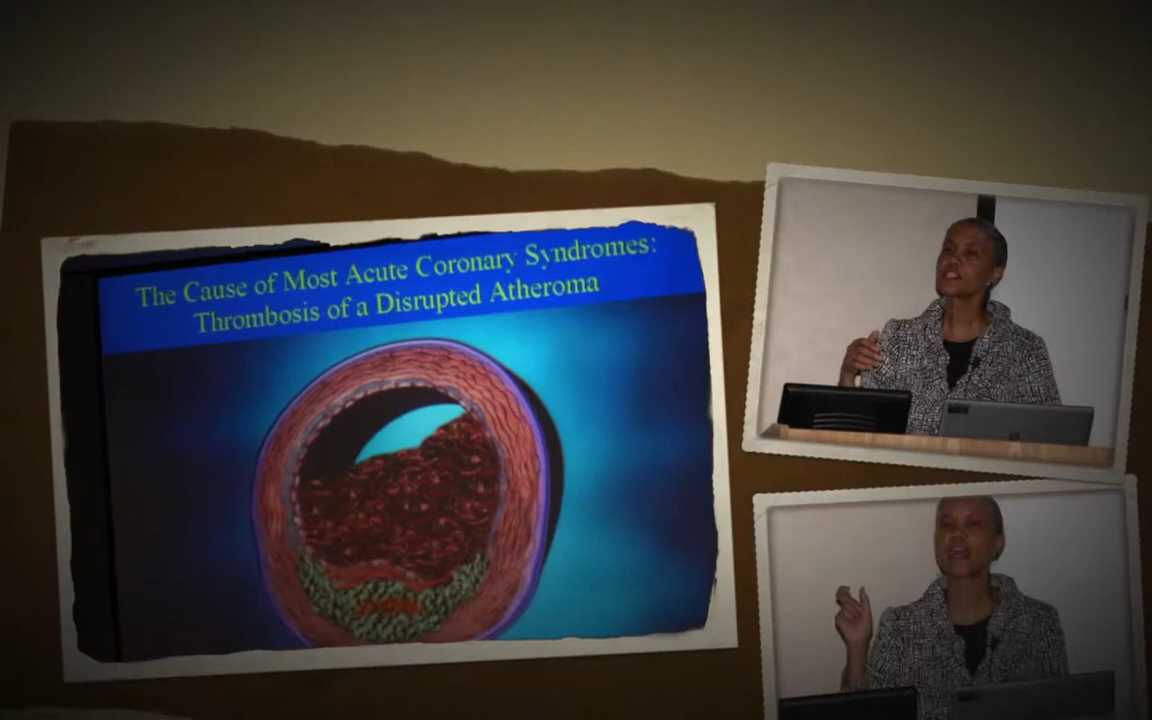 The Cause of Most Acute Coronary Syndromes:
Thrombosis of a Disrupted Atheroma